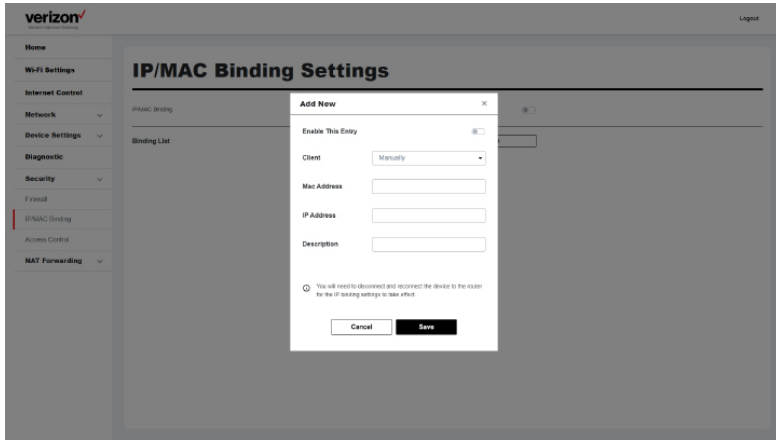 verizon
Logout
Home
Wi-Fi Settings
Internet Control
Network
Device Settings
Diagnostic
Security
Firewall
IP/MAC Binding
Access Control
NAT Forwarding
IP/MAC Binding Settings
IP/MAC Binding
Binding List
Add New
Enable This Entry
Client
Manually
Mac Address
IP Address
Description
You will need to disconnect and reconnect the device to the router
for the IP binding settings to take effect.
Cancel
Save